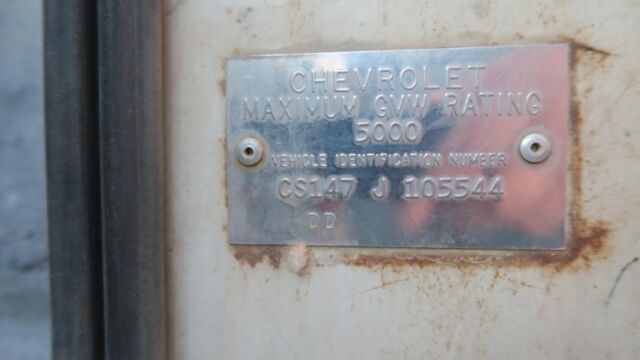 CHEVROLET
MAXIMUM GVW RATING
5000
VEHICLE IDENTIFICATION NUMBER
CS147 J 105544
DD